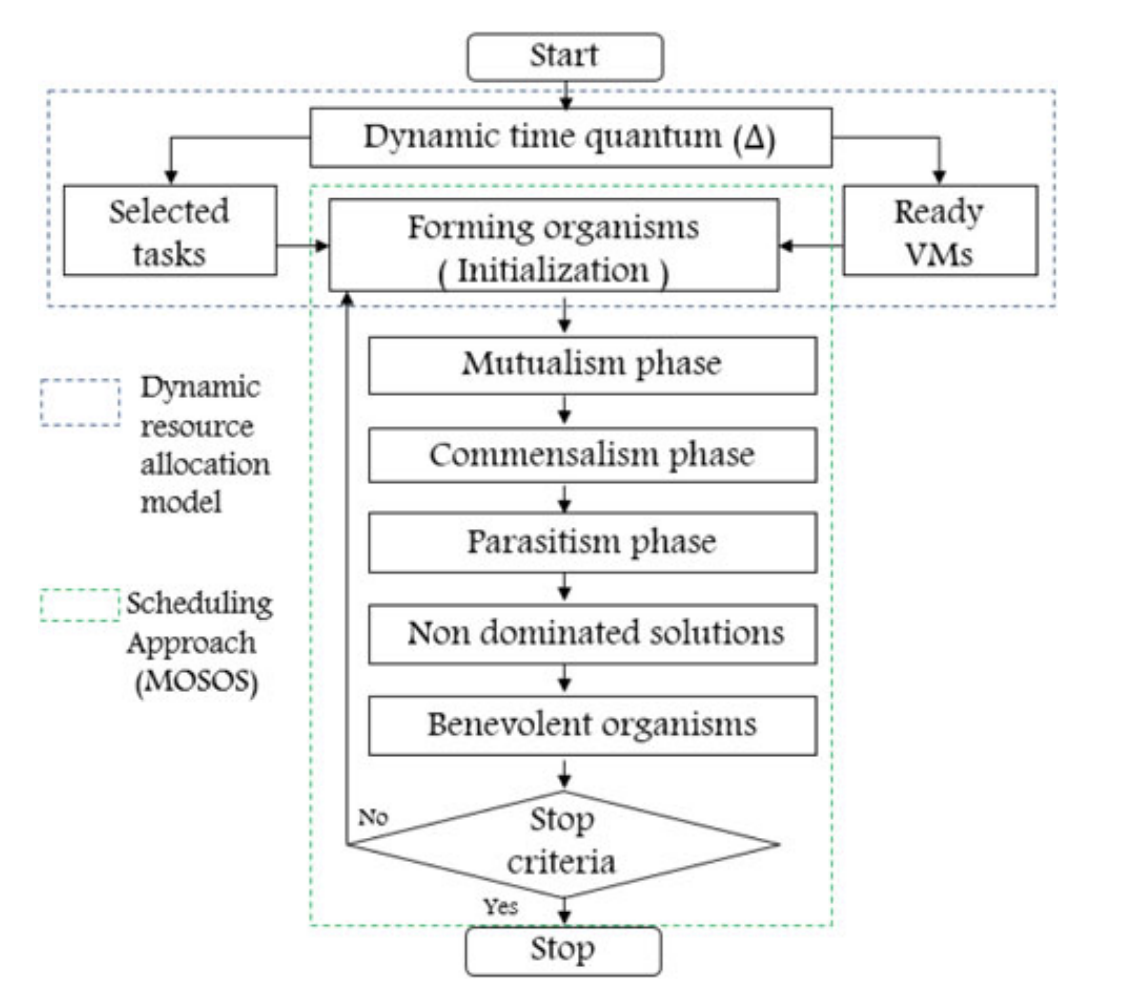 Start
Dynamic time quantum (Δ)
Selected
tasks
Forming organisms
( Initialization )
Ready
VMs
Mutualism phase
Dynamic
resource
allocation
model
Commensalism phase
Parasitism phase
Scheduling
Approach
(MOSOS)
Non dominated solutions
Benevolent organisms
No
Stop
criteria
Yes
Stop